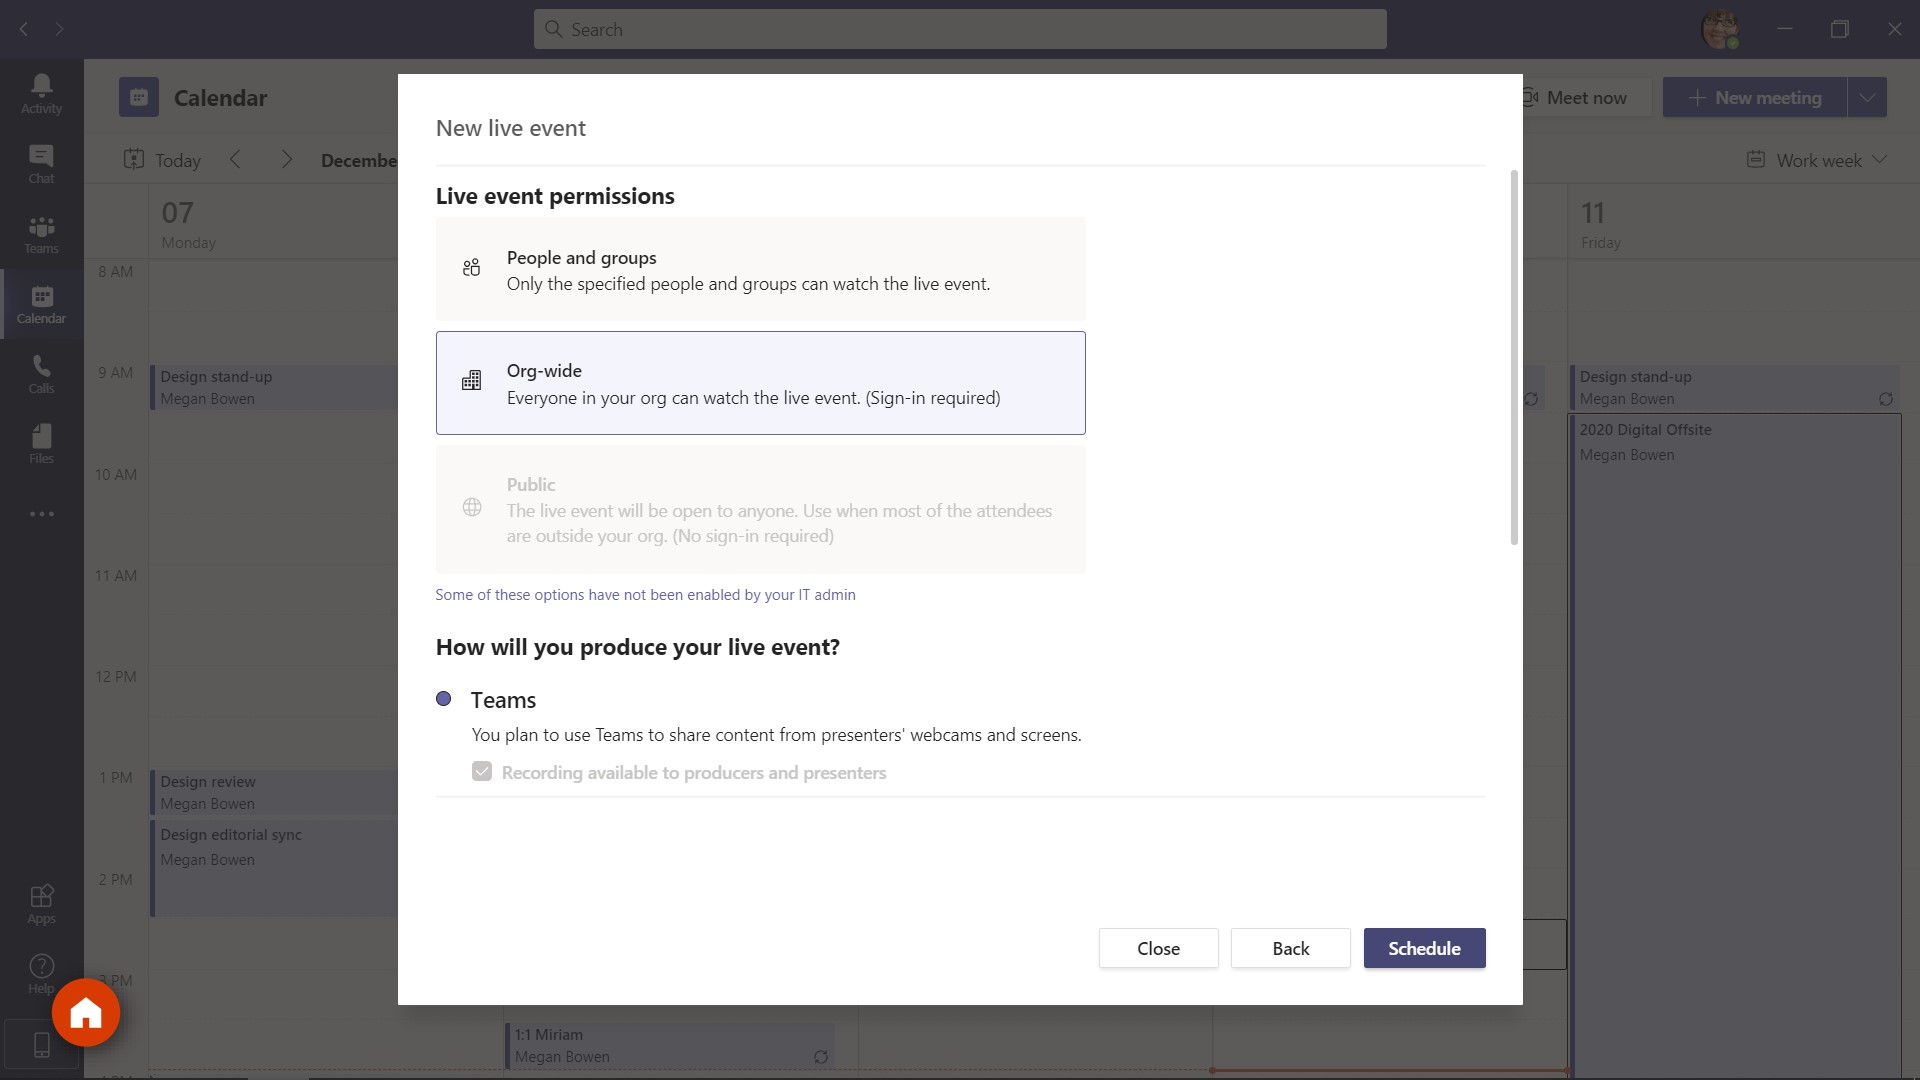 Search
Activity
Chat
Teams
Calendar
Calls
Files
Apps
Help
Calendar
Meet now
New meeting
Today
Decembe
Work week
07
Monday
11
Friday
8 AM
9 AM
10 AM
11 AM
12 PM
1 PM
2 PM
3 PM
Design stand-up
Megan Bowen
Design review
Megan Bowen
Design editorial sync
Megan Bowen
1:1 Miriam
Megan Bowen
Design stand-up
Megan Bowen
2020 Digital Offsite
Megan Bowen
New live event
Live event permissions
People and groups
Only the specified people and groups can watch the live event.
Org-wide
Everyone in your org can watch the live event. (Sign-in required)
Public
The live event will be open to anyone. Use when most of the attendees
are outside your org. (No sign-in required)
Some of these options have not been enabled by your IT admin
How will you produce your live event?
Teams
You plan to use Teams to share content from presenters' webcams and screens.
Recording available to producers and presenters
Close
Back
Schedule